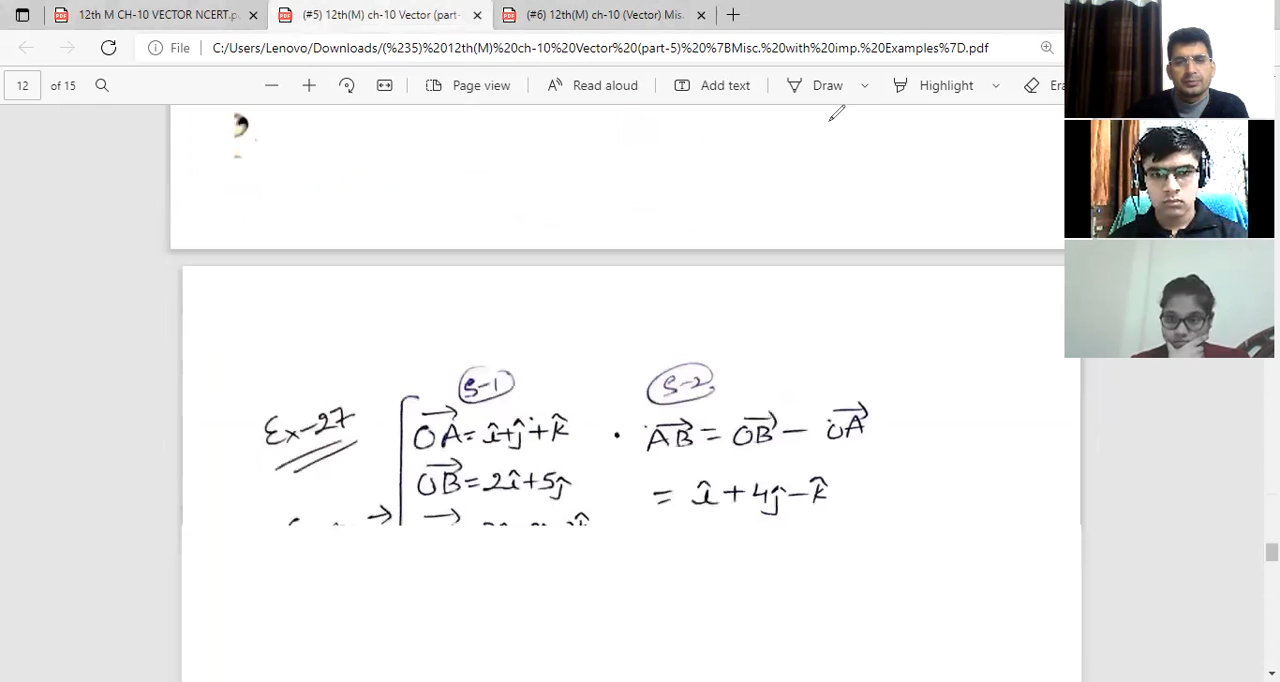 12th M CH-10 VECTOR NCERT.p
(#5) 12th(M) ch-10 Vector (part-
(#6) 12th(M) ch-10 (Vector) Mis.
File
C:/Users/Lenovo/Downloads/(%235)%2012th(M)%20ch-10%20Vector%20(part-5)%20%7BMisc.%20with%20imp.%20Examples%7D.pdf
12 of 15
Page view
Read aloud
Add text
Draw
Highlight
Era
S-1
S-2
Ex-27
→OA = î+ĵ+k̂
• →AB = →OB − →OA
→OB = 2î+5ĵ
= î + 4ĵ − k̂